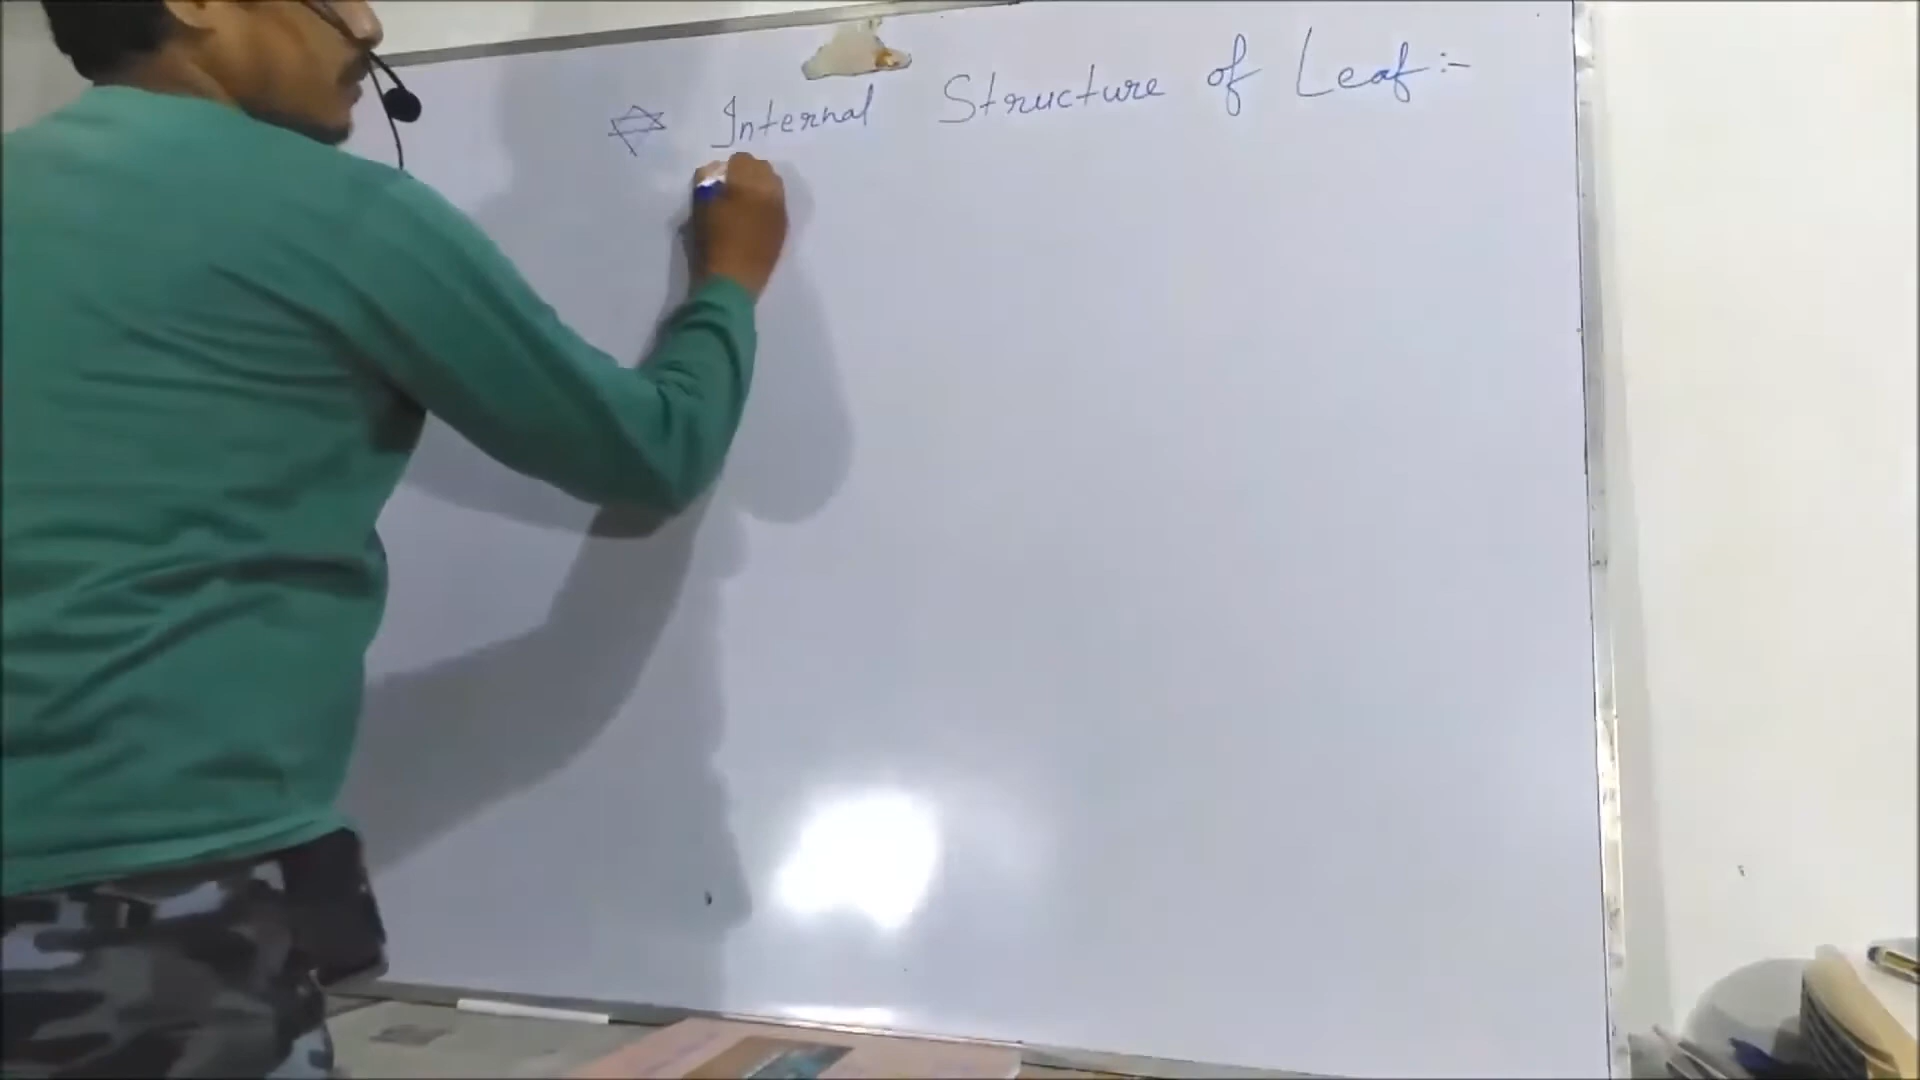 Internal Structure of Leaf :-